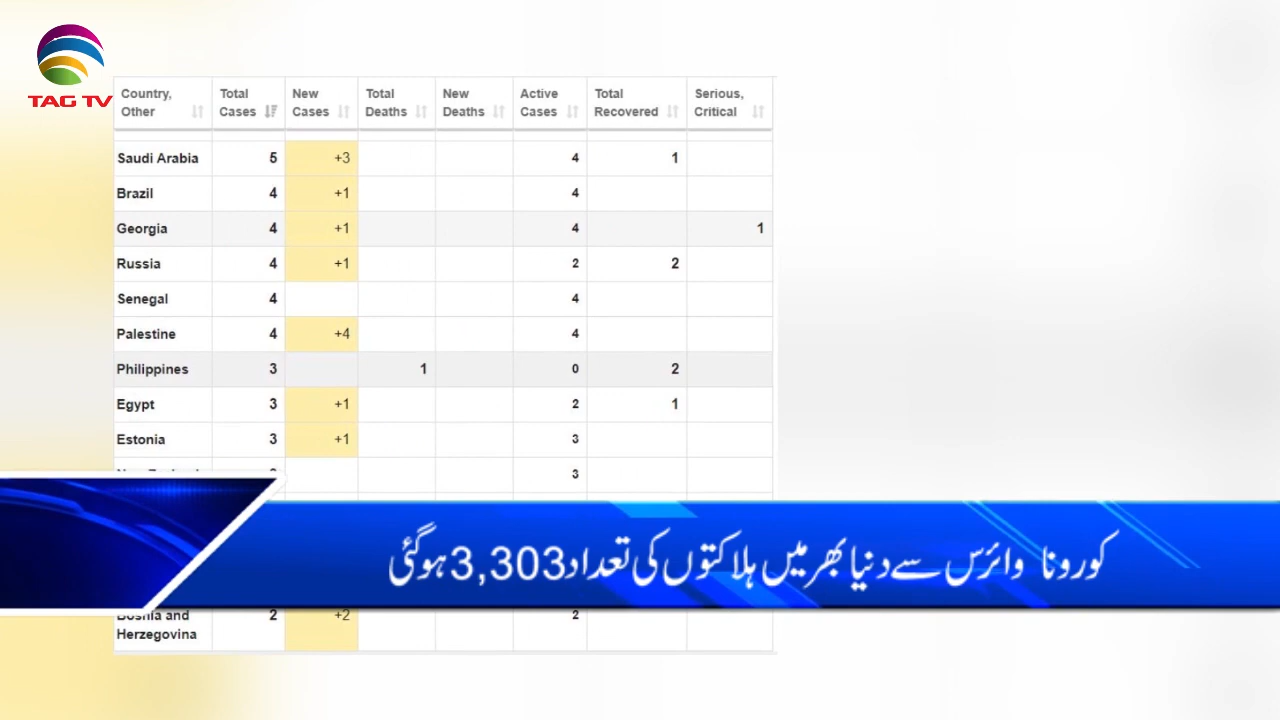 TAG TV
Country, Other Total Cases New Cases Total Deaths New Deaths Active Cases Total Recovered Serious, Critical
Saudi Arabia 5 +3 4 1
Brazil 4 +1 4
Georgia 4 +1 4 1
Russia 4 +1 2 2
Senegal 4 4
Palestine 4 +4 4
Philippines 3 1 0 2
Egypt 3 +1 2 1
Estonia 3 +1 3
3
کورونا وائرس سے دنیا بھر میں ہلاکتوں کی تعداد 3,303 ہوگئی
Bosnia and Herzegovina 2 +2 2